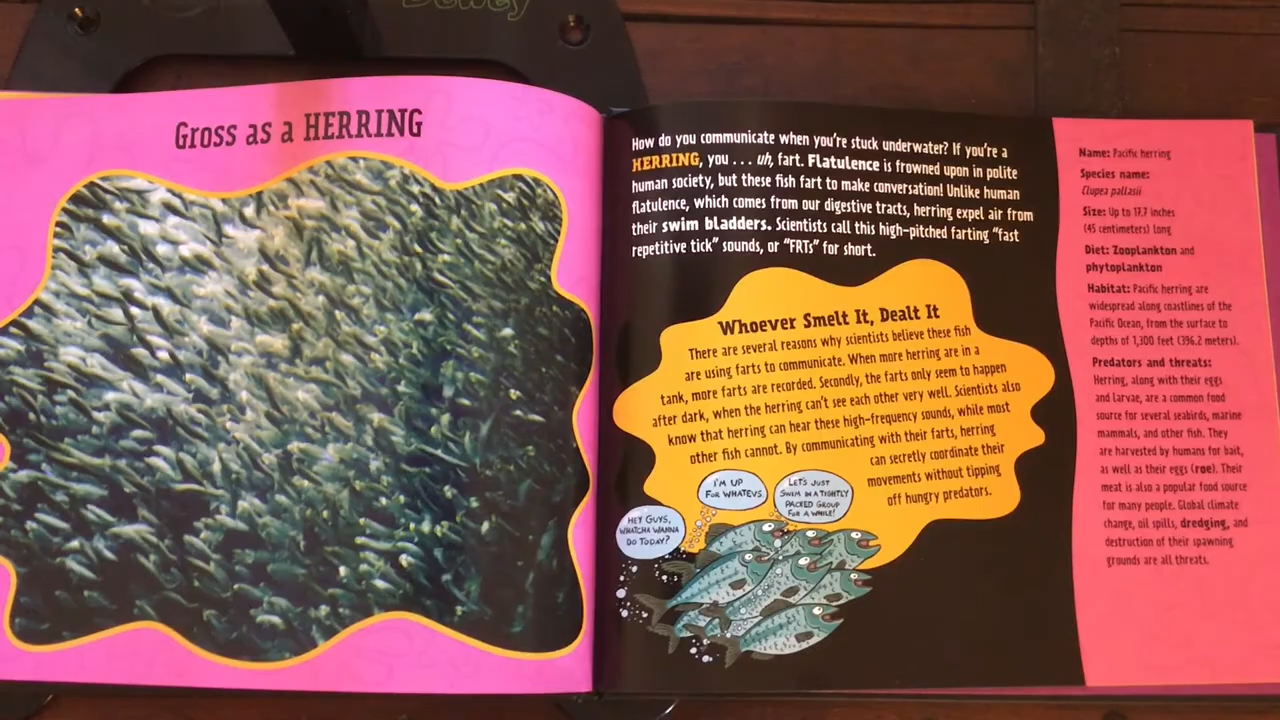 Dewey
Gross as a HERRING
How do you communicate when you're stuck underwater? If you're a
HERRING, you . . . uh, fart. Flatulence is frowned upon in polite
human society, but these fish fart to make conversation! Unlike human
flatulence, which comes from our digestive tracts, herring expel air from
their swim bladders. Scientists call this high-pitched farting "fast
repetitive tick" sounds, or "FRTs" for short.
Whoever Smelt It, Dealt It
There are several reasons why scientists believe these fish
are using farts to communicate. When more herring are in a
tank, more farts are recorded. Secondly, the farts only seem to happen
after dark, when the herring can't see each other very well. Scientists also
know that herring can hear these high-frequency sounds, while most
other fish cannot. By communicating with their farts, herring
can secretly coordinate their
movements without tipping
off hungry predators.
HEY GUYS,
WHATCHA WANNA
DO TODAY?
I'M UP
FOR WHATEVS.
LET'S JUST
SWIM IN A TIGHTLY
PACKED GROUP
FOR A WHILE!
Name: Pacific herring
Species name:
Clupea pallasii
Size: Up to 17.7 inches
(45 centimeters) long
Diet: Zooplankton and
phytoplankton
Habitat: Pacific herring are
widespread along coastlines of the
Pacific Ocean, from the surface to
depths of 1,300 feet (396.2 meters).
Predators and threats:
Herring, along with their eggs
and larvae, are a common food
source for several seabirds, marine
mammals, and other fish. They
are harvested by humans for bait,
as well as their eggs (roe). Their
meat is also a popular food source
for many people. Global climate
change, oil spills, dredging, and
destruction of their spawning
grounds are all threats.